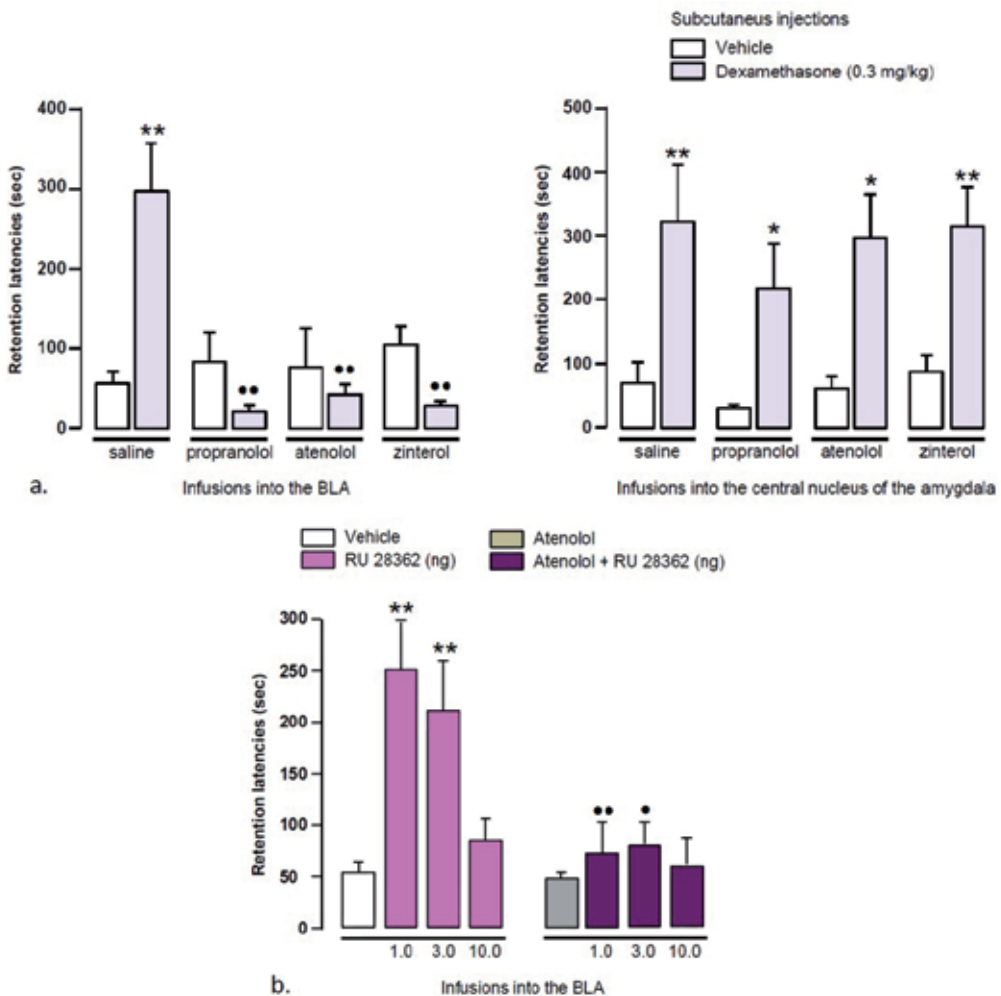 Subcutaneus injections
Vehicle
Dexamethasone (0.3 mg/kg)
400
300
200
100
0
Retention latencies (sec)
**
••
••
••
saline propranolol atenolol zinterol
a. Infusions into the BLA
500
400
300
200
100
0
Retention latencies (sec)
**
*
*
**
saline propranolol atenolol zinterol
Infusions into the central nucleus of the amygdala
Vehicle
RU 28362 (ng)
Atenolol
Atenolol + RU 28362 (ng)
300
250
200
150
100
50
0
Retention latencies (sec)
**
**
••
•
1.0 3.0 10.0 1.0 3.0 10.0
b. Infusions into the BLA